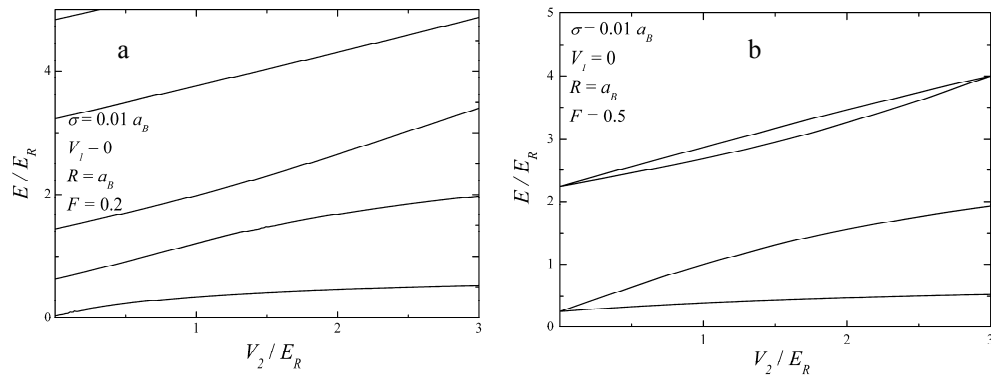 a
E / E_R
4
2
0
σ = 0.01 a_B
V_1 – 0
R = a_B
F = 0.2
1
2
3
V_2 / E_R
b
E / E_R
5
4
3
2
1
0
σ – 0.01 a_B
V_1 = 0
R = a_B
F – 0.5
1
2
3
V_2 / E_R